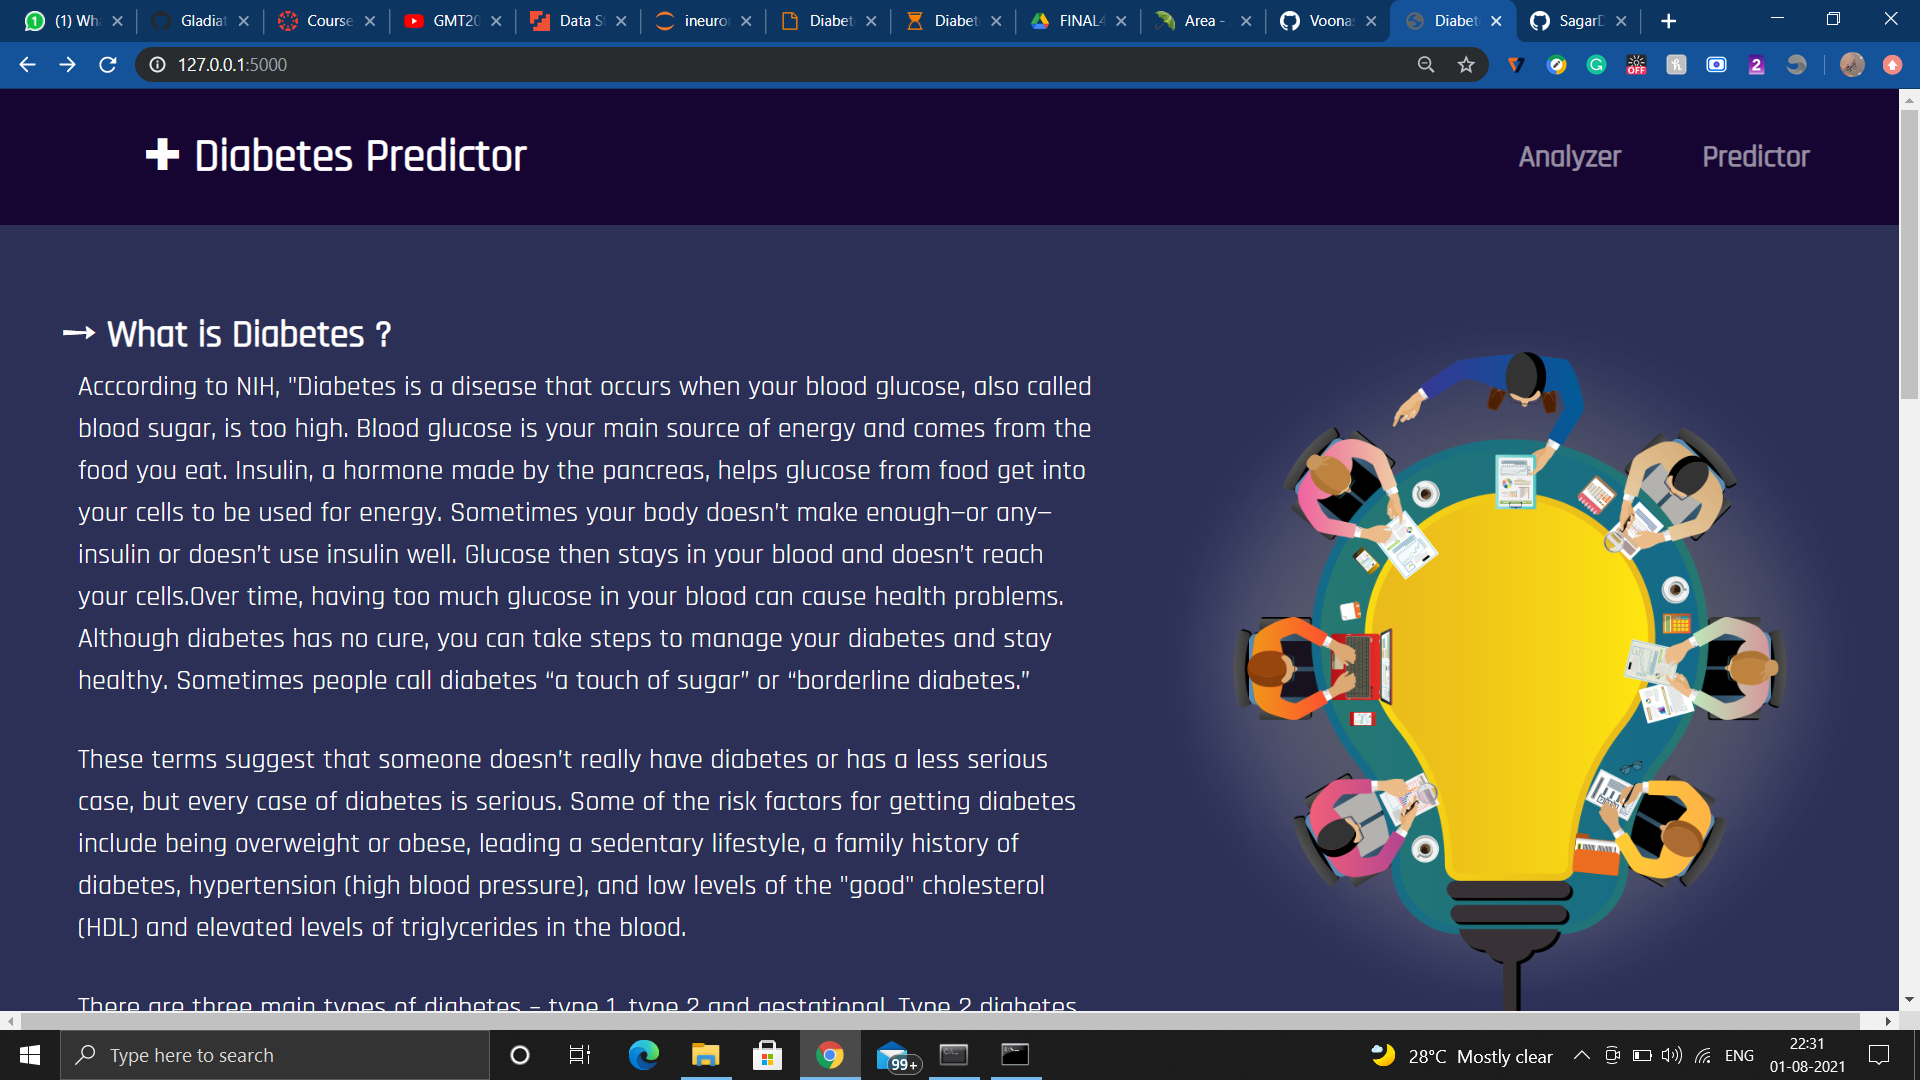 (1) Wh
Gladiat
Course
GMT20
Data S
ineuro
Diabet
Diabet
FINAL
Area -
Voona
Diabet
SagarD
127.0.0.1:5000
OFF
2
Diabetes Predictor
Analyzer
Predictor
What is Diabetes ?
Acccording to NIH, "Diabetes is a disease that occurs when your blood glucose, also called
blood sugar, is too high. Blood glucose is your main source of energy and comes from the
food you eat. Insulin, a hormone made by the pancreas, helps glucose from food get into
your cells to be used for energy. Sometimes your body doesn’t make enough—or any—
insulin or doesn’t use insulin well. Glucose then stays in your blood and doesn’t reach
your cells.Over time, having too much glucose in your blood can cause health problems.
Although diabetes has no cure, you can take steps to manage your diabetes and stay
healthy. Sometimes people call diabetes “a touch of sugar” or “borderline diabetes.”
These terms suggest that someone doesn’t really have diabetes or has a less serious
case, but every case of diabetes is serious. Some of the risk factors for getting diabetes
include being overweight or obese, leading a sedentary lifestyle, a family history of
diabetes, hypertension (high blood pressure), and low levels of the "good" cholesterol
(HDL) and elevated levels of triglycerides in the blood.
There are three main types of diabetes – type 1, type 2 and gestational. Type 2 diabetes
Type here to search
99+
28°C Mostly clear
ENG
22:31
01-08-2021